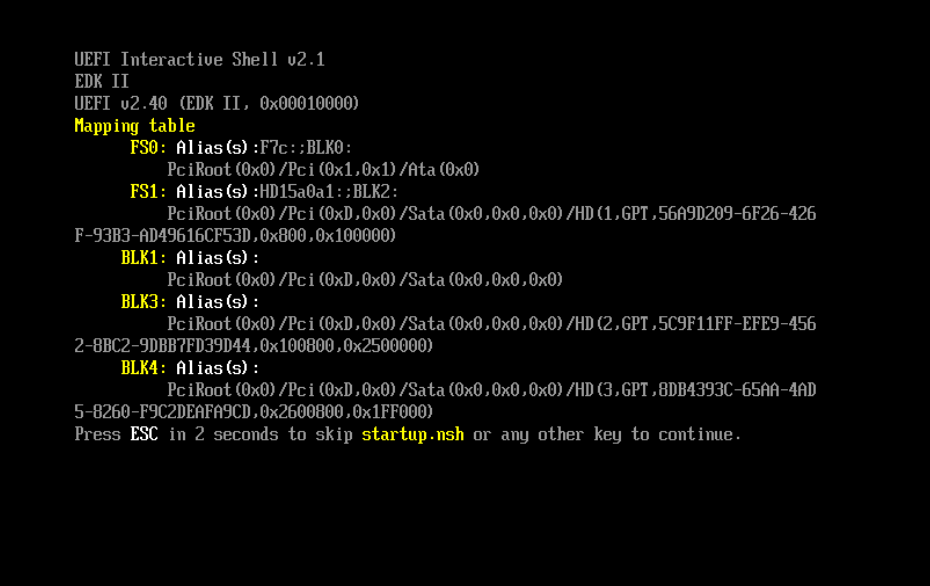 UEFI Interactive Shell v2.1
EDK II
UEFI v2.40 (EDK II, 0x00010000)
Mapping table
FS0: Alias(s):F7c:;BLK0:
PciRoot(0x0)/Pci(0x1,0x1)/Ata(0x0)
FS1: Alias(s):HD15a0a1:;BLK2:
PciRoot(0x0)/Pci(0xD,0x0)/Sata(0x0,0x0,0x0)/HD(1,GPT,56A9D209-6F26-426
F-93B3-AD49616CF53D,0x800,0x100000)
BLK1: Alias(s):
PciRoot(0x0)/Pci(0xD,0x0)/Sata(0x0,0x0,0x0)
BLK3: Alias(s):
PciRoot(0x0)/Pci(0xD,0x0)/Sata(0x0,0x0,0x0)/HD(2,GPT,5C9F11FF-EFE9-456
2-8BC2-9DBB7FD39D44,0x100800,0x2500000)
BLK4: Alias(s):
PciRoot(0x0)/Pci(0xD,0x0)/Sata(0x0,0x0,0x0)/HD(3,GPT,8DB4393C-65AA-4AD
5-8260-F9C2DEAFA9CD,0x2600800,0x1FF000)
Press ESC in 2 seconds to skip startup.nsh or any other key to continue.